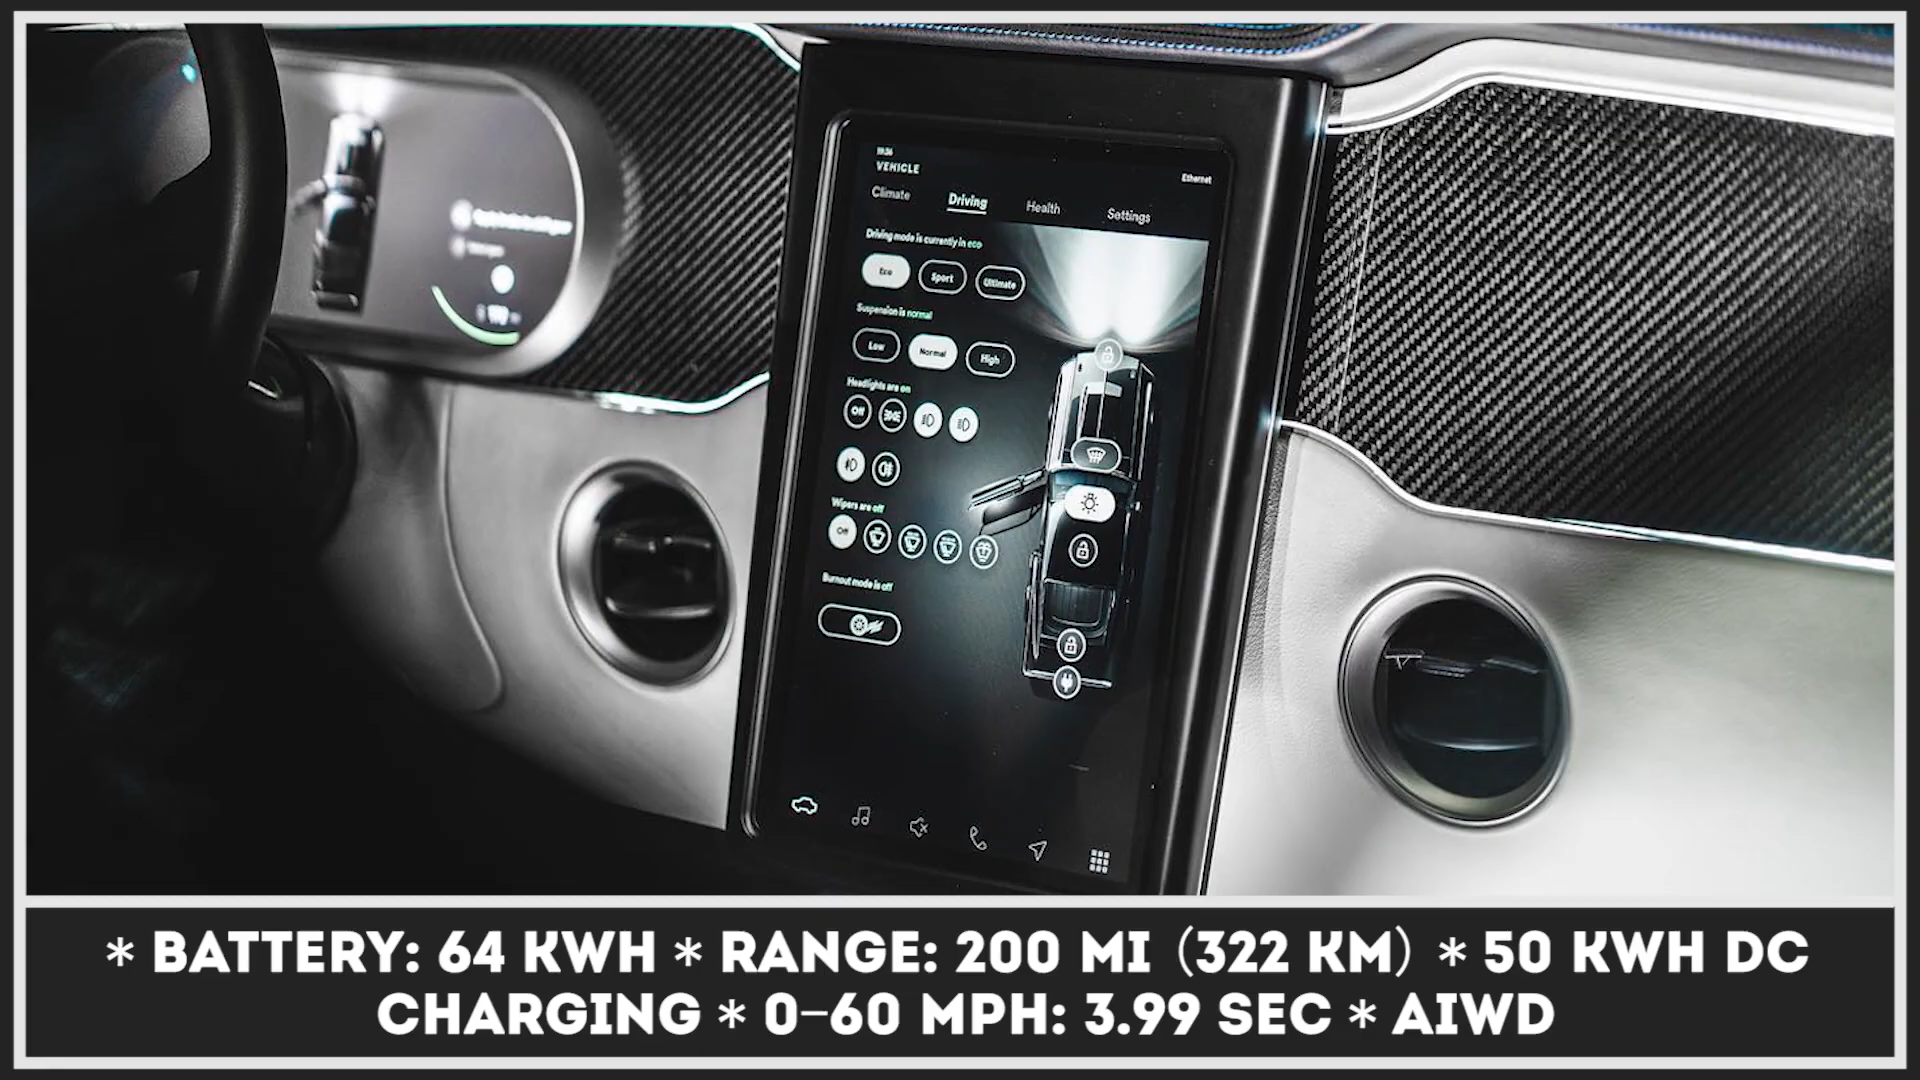 VEHICLE
Ethernet
Climate Driving Health Settings
Driving mode is currently in eco
Eco Sport Ultimate
Suspension is normal
Low Normal High
Headlights are on
Off
Wipers are off
Off
Burnout mode is off
* BATTERY: 64 KWH * RANGE: 200 MI (322 KM) * 50 KWH DC
CHARGING * 0-60 MPH: 3.99 SEC * AIWD